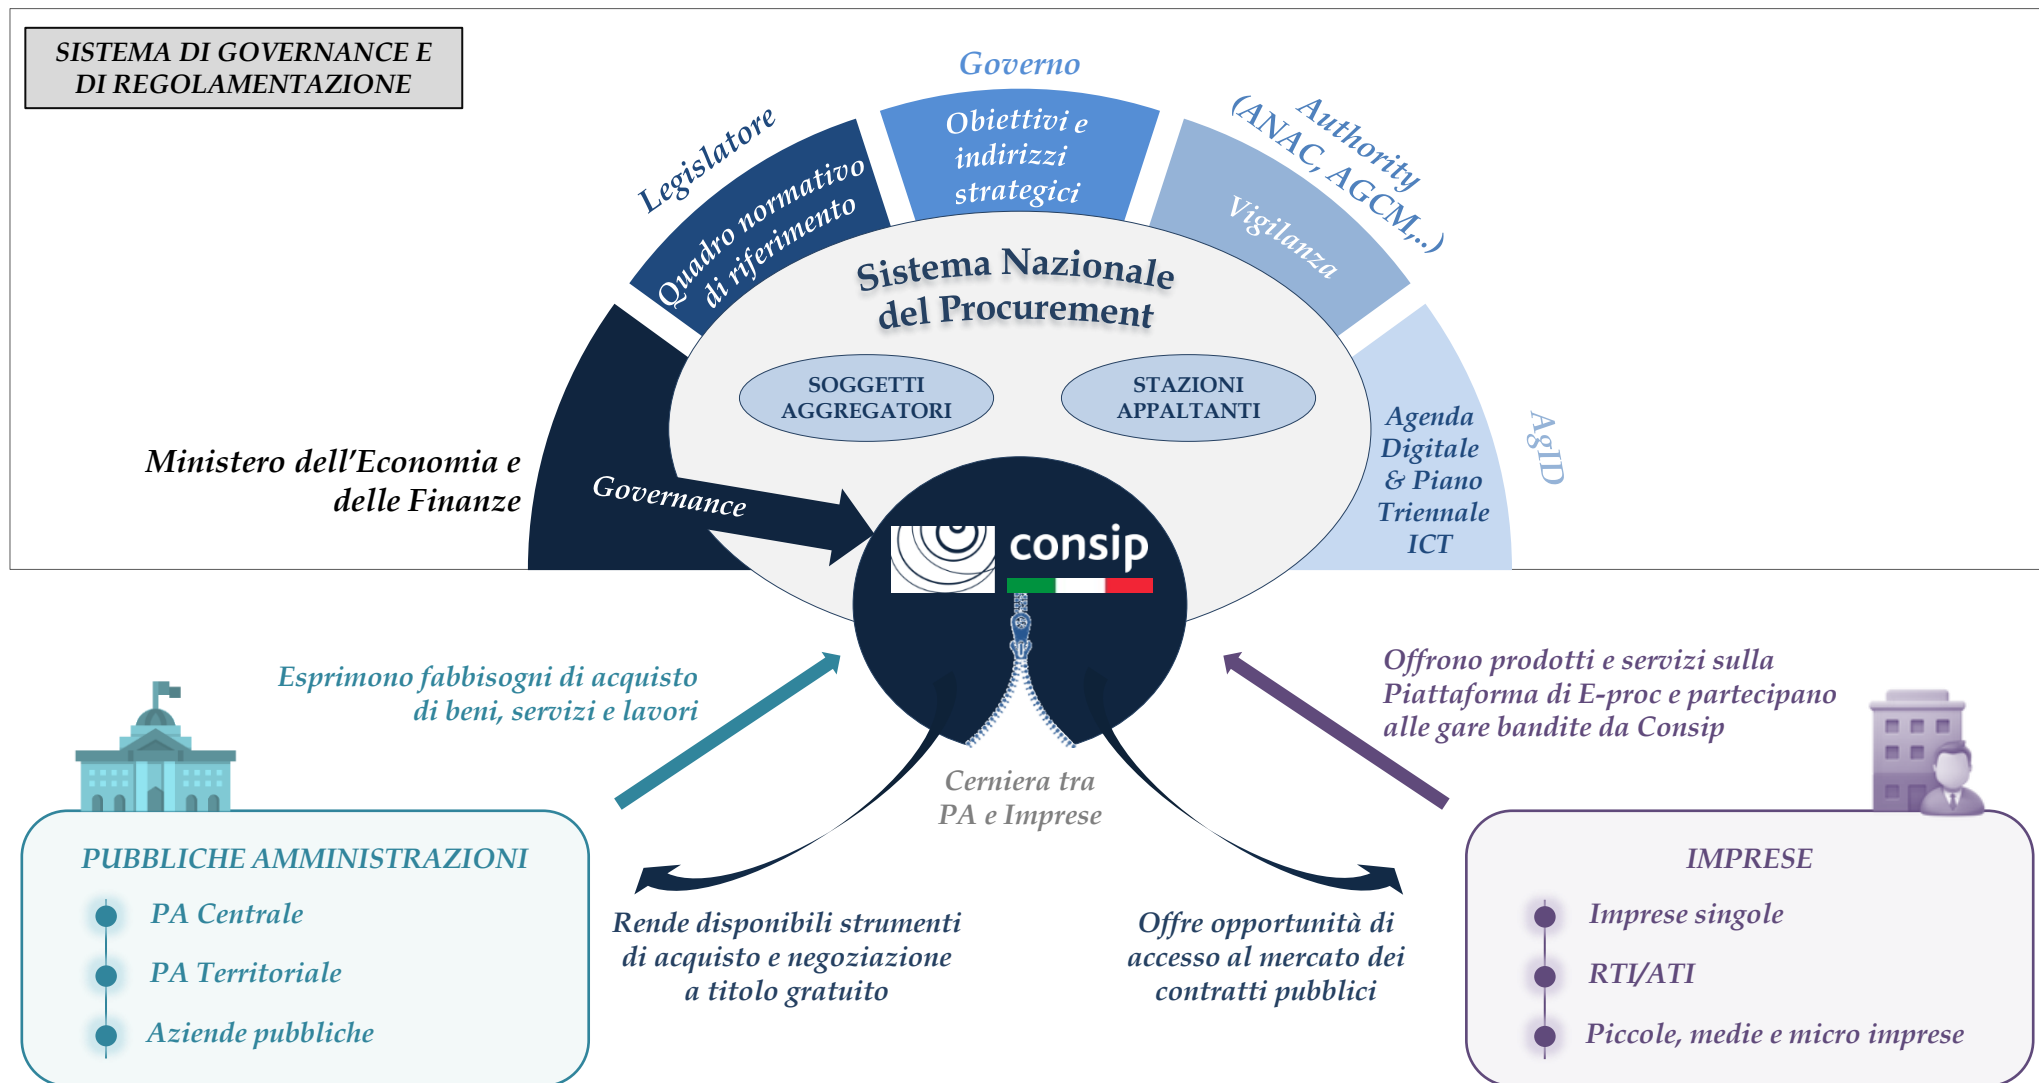 SISTEMA DI GOVERNANCE E
DI REGOLAMENTAZIONE
Governo
Legislatore
Authority
(ANAC, AGCM,..)
Obiettivi e
indirizzi
strategici
Quadro normativo
di riferimento
Vigilanza
Sistema Nazionale
del Procurement
SOGGETTI
AGGREGATORI
STAZIONI
APPALTANTI
Agenda
Digitale
& Piano
Triennale
ICT
AgID
Ministero dell'Economia e
delle Finanze
Governance
consip
Esprimono fabbisogni di acquisto
di beni, servizi e lavori
Offrono prodotti e servizi sulla
Piattaforma di E-proc e partecipano
alle gare bandite da Consip
Cerniera tra
PA e Imprese
PUBBLICHE AMMINISTRAZIONI
PA Centrale
PA Territoriale
Aziende pubbliche
Rende disponibili strumenti
di acquisto e negoziazione
a titolo gratuito
Offre opportunità di
accesso al mercato dei
contratti pubblici
IMPRESE
Imprese singole
RTI/ATI
Piccole, medie e micro imprese